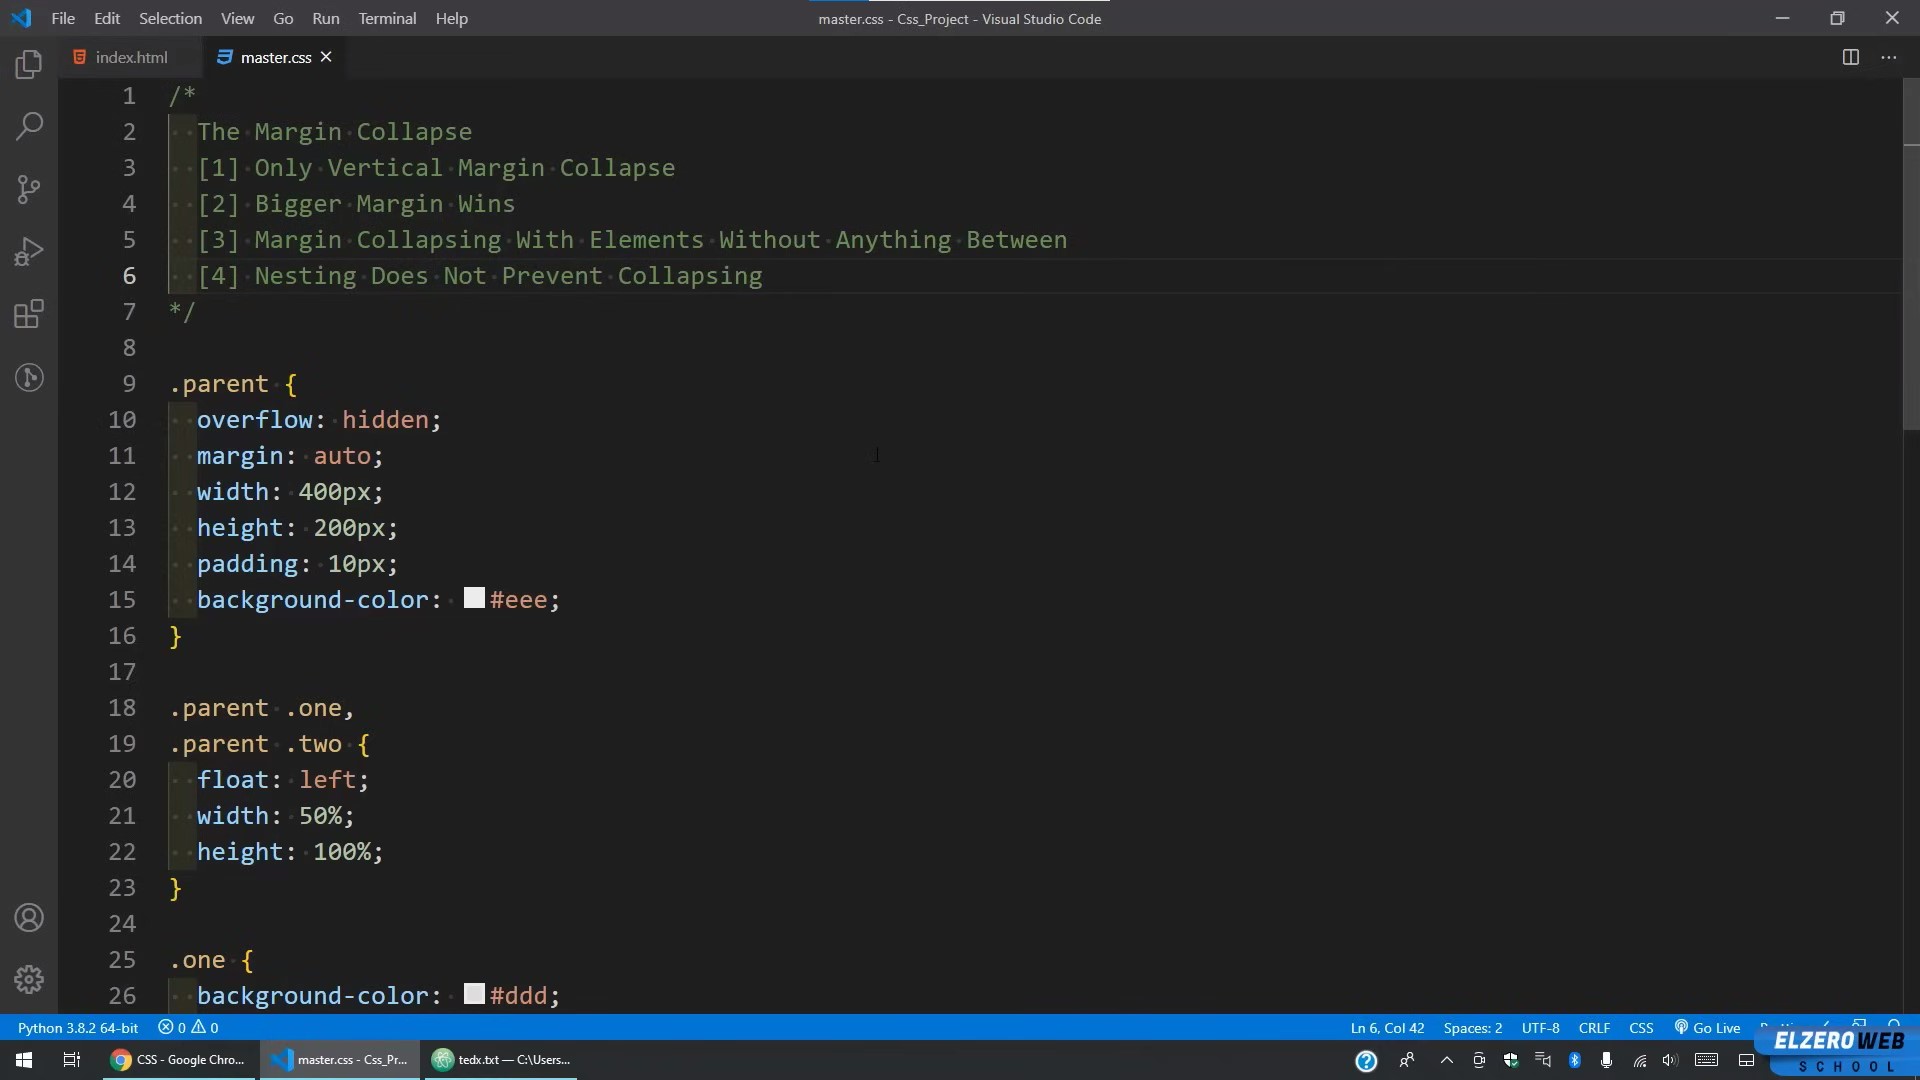 File Edit Selection View Go Run Terminal Help
master.css - Css_Project - Visual Studio Code
index.html
master.css
1 /*
2 The Margin Collapse
3 [1] Only Vertical Margin Collapse
4 [2] Bigger Margin Wins
5 [3] Margin Collapsing With Elements Without Anything Between
6 [4] Nesting Does Not Prevent Collapsing
7 */
8
9 .parent {
10 overflow: hidden;
11 margin: auto;
12 width: 400px;
13 height: 200px;
14 padding: 10px;
15 background-color: #eee;
16 }
17
18 .parent .one,
19 .parent .two {
20 float: left;
21 width: 50%;
22 height: 100%;
23 }
24
25 .one {
26 background-color: #ddd;
Python 3.8.2 64-bit 0 0 Ln 6, Col 42 Spaces: 2 UTF-8 CRLF CSS Go Live
CSS - Google Chro...
master.css - Css_Pr...
tedx.txt — C:\Users...
ELZEROWEB
SCHOOL